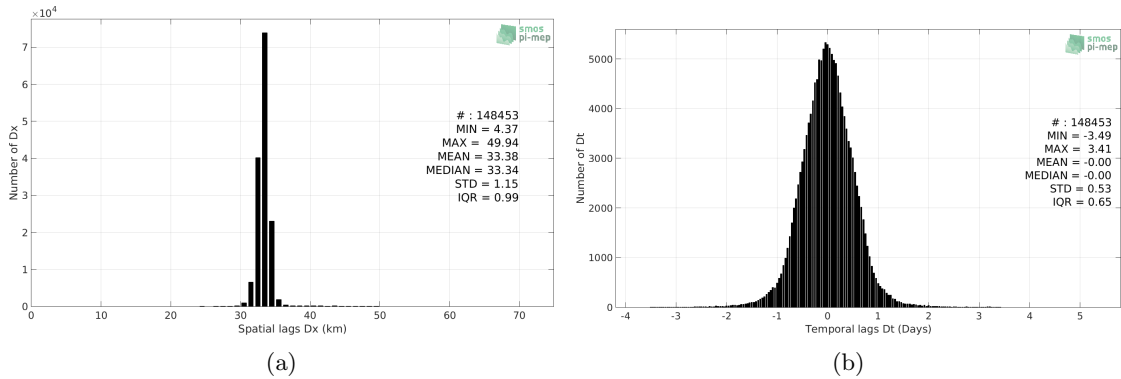 ×10⁴
smos
pi-mep
Number of Dx
7
6
5
4
3
2
1
0
# : 148453
MIN = 4.37
MAX = 49.94
MEAN = 33.38
MEDIAN = 33.34
STD = 1.15
IQR = 0.99
0 10 20 30 40 50 60 70
Spatial lags Dx (km)
(a)
smos
pi-mep
Number of Dt
5000
4000
3000
2000
1000
0
# : 148453
MIN = -3.49
MAX = 3.41
MEAN = -0.00
MEDIAN = -0.00
STD = 0.53
IQR = 0.65
-4 -3 -2 -1 0 1 2 3 4 5
Temporal lags Dt (Days)
(b)